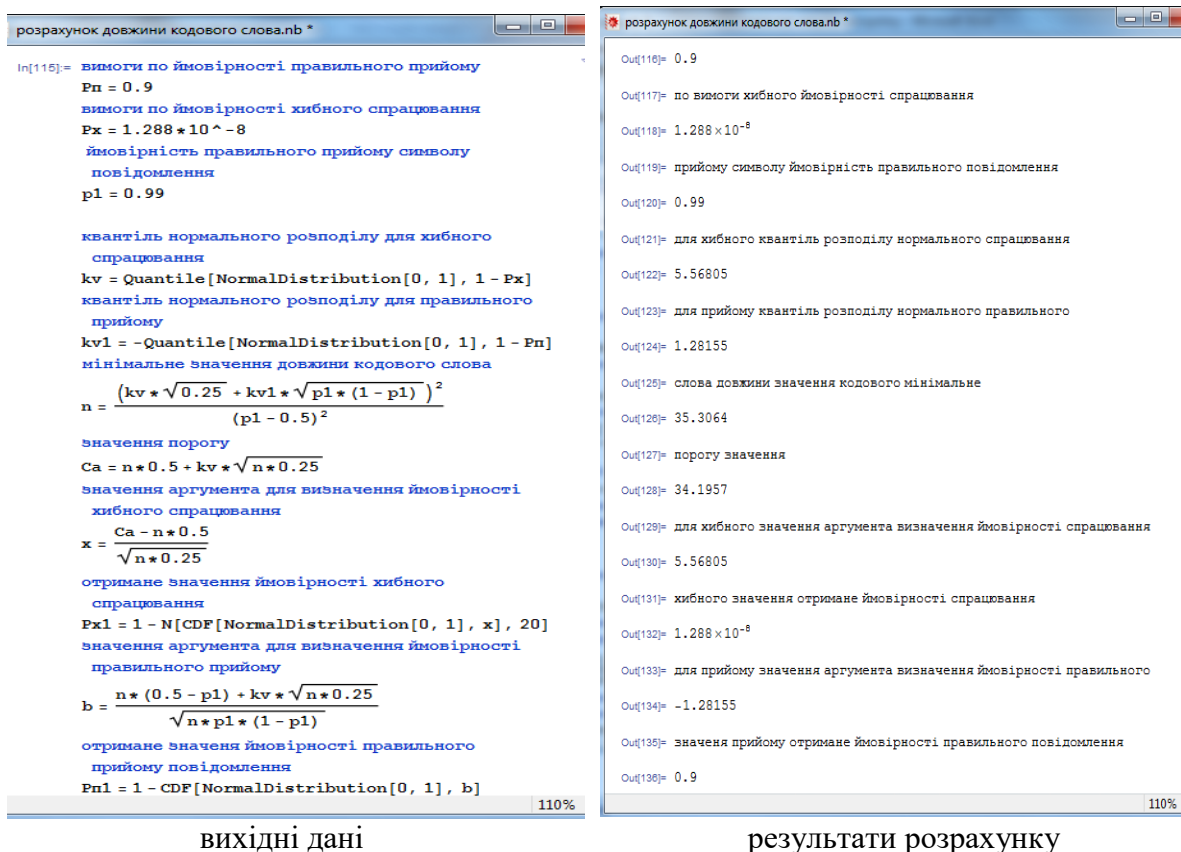 розрахунок довжини кодового слова.nb *
In[115]:= вимоги по ймовірності правильного прийому
Pп = 0.9
вимоги по ймовірності хибного спрацювання
Px = 1.288 * 10 ^ -8
ймовірність правильного прийому символу
повідомлення
p1 = 0.99
квантіль нормального розподілу для хибного
спрацювання
kv = Quantile[NormalDistribution[0, 1], 1 - Px]
квантіль нормального розподілу для правильного
прийому
kv1 = -Quantile[NormalDistribution[0, 1], 1 - Pп]
мінімальне значення довжини кодового слова
n = (kv * √0.25 + kv1 * √p1 * (1 - p1) )² / (p1 - 0.5)²
значення порогу
Ca = n * 0.5 + kv * √n * 0.25
значення аргумента для визначення ймовірності
хибного спрацювання
x = Ca - n * 0.5 / √n * 0.25
отримане значення ймовірності хибного
спрацювання
Px1 = 1 - N[CDF[NormalDistribution[0, 1], x], 20]
значення аргумента для визначення ймовірності
правильного прийому
b = n * (0.5 - p1) + kv * √n * 0.25 / √n * p1 * (1 - p1)
отримане значеня ймовірності правильного
прийому повідомлення
Pп1 = 1 - CDF[NormalDistribution[0, 1], b]
110%
вихідні дані
розрахунок довжини кодового слова.nb *
Out[116]= 0.9
Out[117]= по вимоги хибного ймовірності спрацювання
Out[118]= 1.288 × 10⁻⁸
Out[119]= прийому символу ймовірність правильного повідомлення
Out[120]= 0.99
Out[121]= для хибного квантіль розподілу нормального спрацювання
Out[122]= 5.56805
Out[123]= для прийому квантіль розподілу нормального правильного
Out[124]= 1.28155
Out[125]= слова довжини значення кодового мінімальне
Out[126]= 35.3064
Out[127]= порогу значення
Out[128]= 34.1957
Out[129]= для хибного значення аргумента визначення ймовірності спрацювання
Out[130]= 5.56805
Out[131]= хибного значення отримане ймовірності спрацювання
Out[132]= 1.288 × 10⁻⁸
Out[133]= для прийому значення аргумента визначення ймовірності правильного
Out[134]= -1.28155
Out[135]= значеня прийому отримане ймовірності правильного повідомлення
Out[136]= 0.9
110%
результати розрахунку